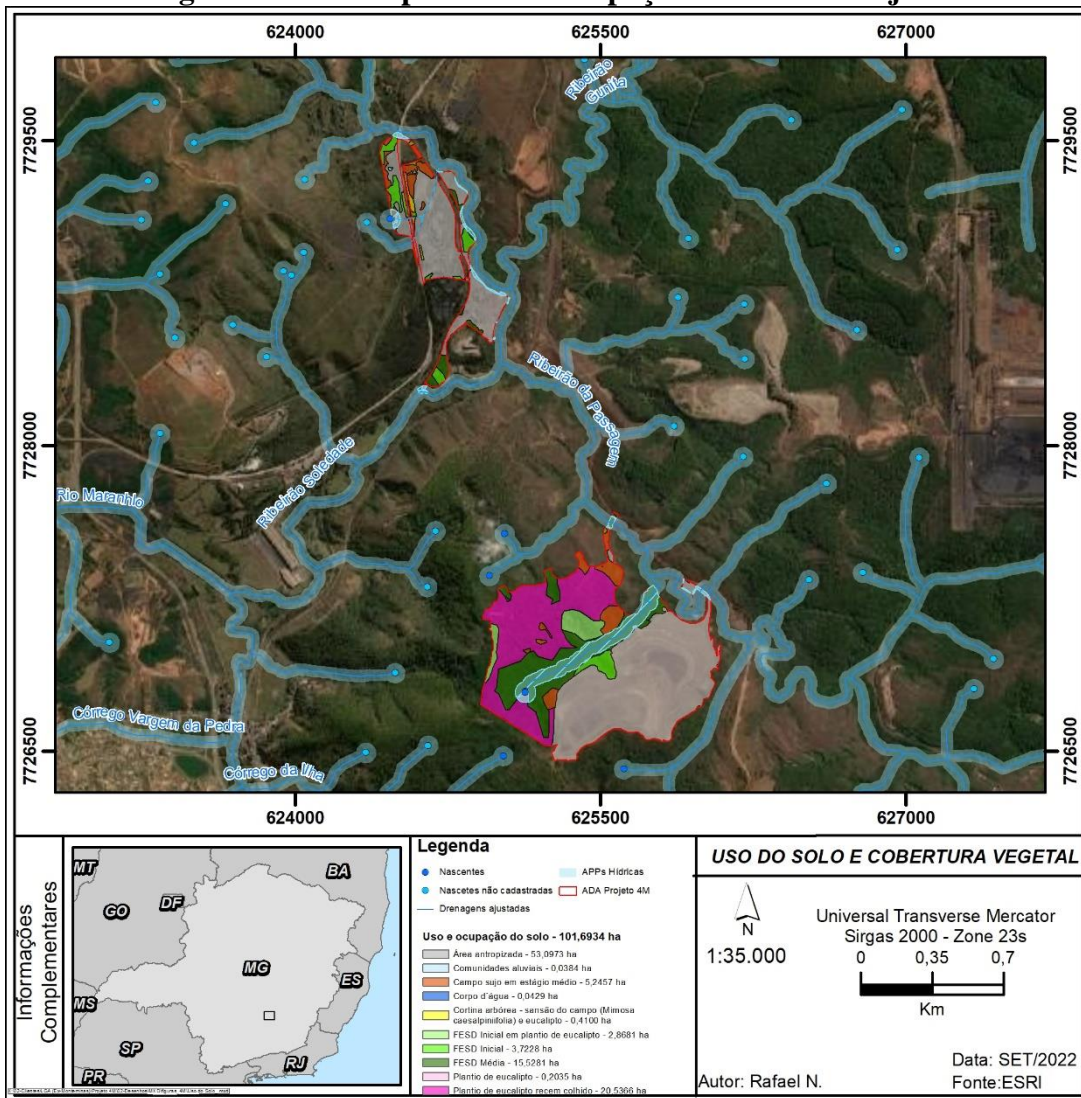 624000 625500 627000
7729500 7729500
7728000 7728000
7726500 7726500
Ribeirão
Gunita
Ribeirão da Passagem
Ribeirão Soledade
Rio Maranhio
Córrego Vargem da Pedra
Córrego da Ilha
624000 625500 627000
Informações
Complementares
MT
BA
GO
DF
MG
ES
MS
SP
RJ
PR
Legenda
Nascentes
APPs Hídricas
Nascetes não cadastradas
ADA Projeto 4M
Drenagens ajustadas
Uso e ocupação do solo - 101,6934 ha
Área antropizada - 53,0973 ha
Comunidades aluviais - 0,0384 ha
Campo sujo em estágio médio - 5,2457 ha
Corpo d´água - 0,0429 ha
Cortina arbórea - sansão do campo (Mimosa
caesalpiniifolia) e eucalipto - 0,4100 ha
FESD Inicial em plantio de eucalipto - 2,8681 ha
FESD Inicial - 3,7228 ha
FESD Média - 15,5281 ha
Plantio de eucalipto - 0,2035 ha
Plantio de eucalipto recem colhido - 20,5366 ha
USO DO SOLO E COBERTURA VEGETAL
N
1:35.000
Universal Transverse Mercator
Sirgas 2000 - Zone 23s
0 0,35 0,7
Km
Data: SET/2022
Autor: Rafael N.
Fonte:ESRI